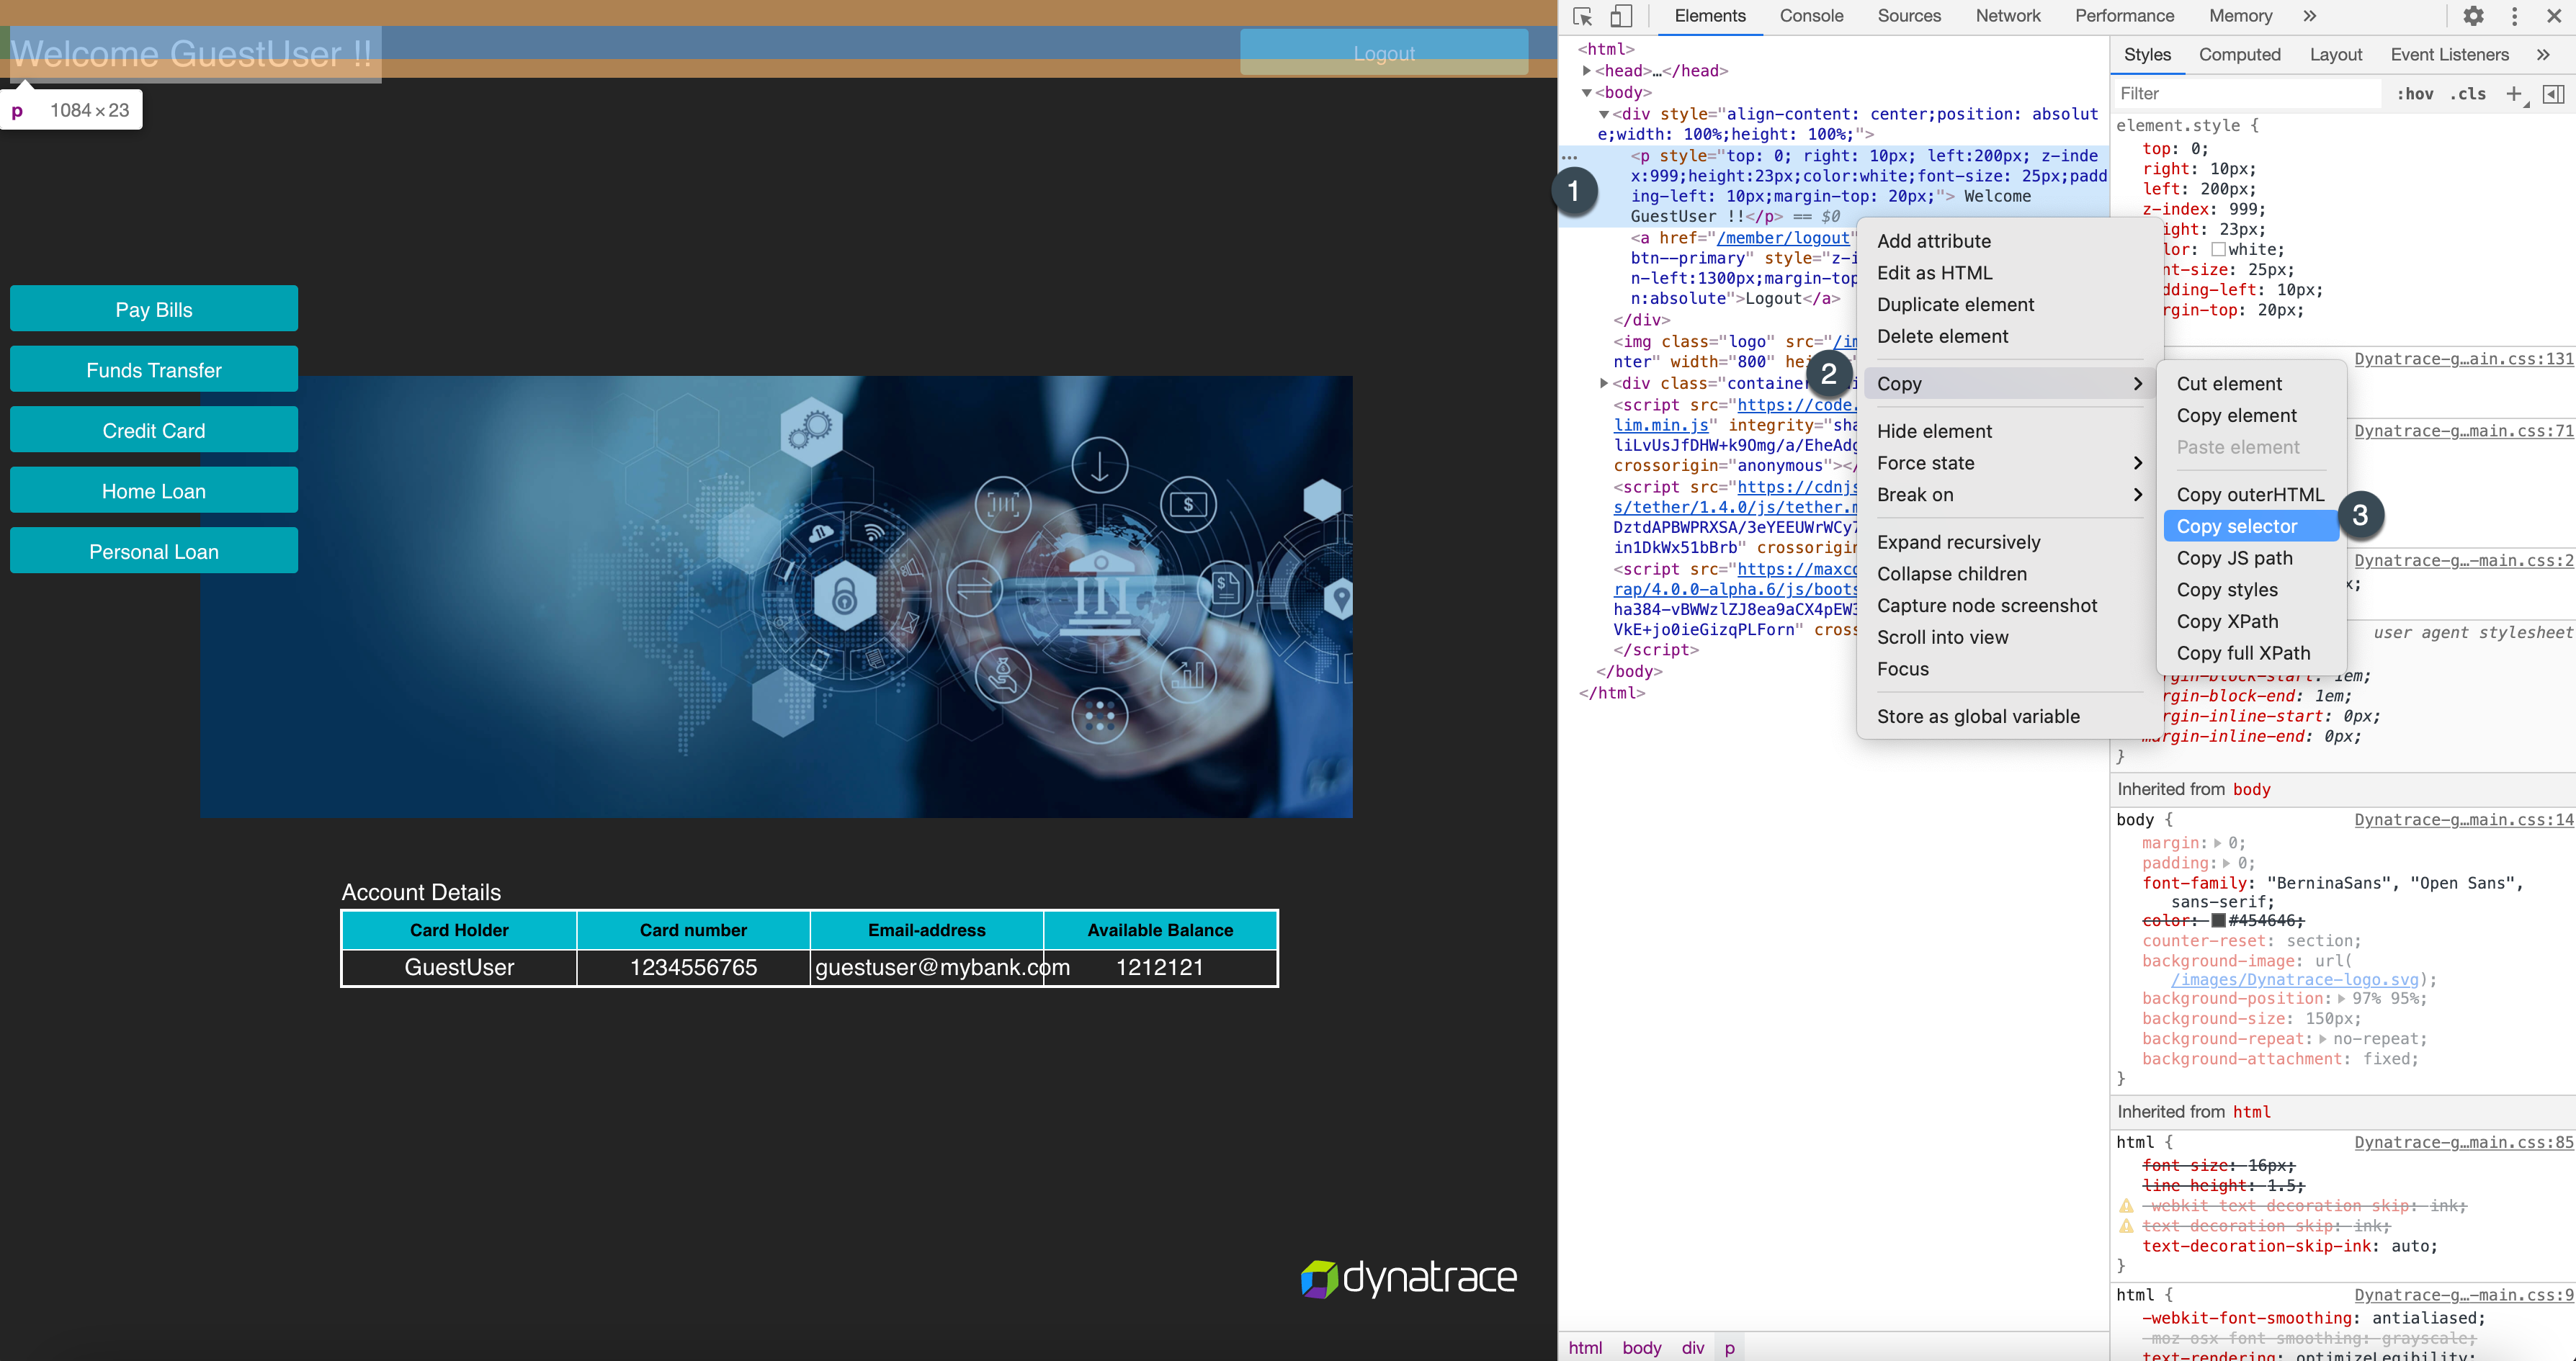 Welcome GuestUser !!
Logout
p 1084 × 23
Pay Bills
Funds Transfer
Credit Card
Home Loan
Personal Loan
Account Details
Card Holder Card number Email-address Available Balance
GuestUser 1234556765 guestuser@mybank.com 1212121
dynatrace
Elements Console Sources Network Performance Memory »
<html>
<head>…</head>
<body>
<div style="align-content: center;position: absolut
e;width: 100%;height: 100%;">
<p style="top: 0; right: 10px; left:200px; z-inde
x:999;height:23px;color:white;font-size: 25px;padd
ing-left: 10px;margin-top: 20px;"> Welcome
GuestUser !!</p> == $0
<a href="/member/logout"
btn--primary" style="z-i
n-left:1300px;margin-top
n:absolute">Logout</a>
</div>
<img class="logo" src="/im
nter" width="800" hei
<div class="container
<script src="https://code.
lim.min.js" integrity="sha
liLvUsJfDHW+k9Omg/a/EheAdg
crossorigin="anonymous"></
<script src="https://cdnjs
s/tether/1.4.0/js/tether.m
DztdAPBWPRXSA/3eYEEUWrWCy7
in1DkWx51bBrb" crossorigin
<script src="https://maxcd
rap/4.0.0-alpha.6/js/boots
ha384-vBWWzlZJ8ea9aCX4pEW3
VkE+jo0ieGizqPLForn" cross
</script>
</body>
</html>
1
2
3
Add attribute
Edit as HTML
Duplicate element
Delete element
Copy
Hide element
Force state
Break on
Expand recursively
Collapse children
Capture node screenshot
Scroll into view
Focus
Store as global variable
Cut element
Copy element
Paste element
Copy outerHTML
Copy selector
Copy JS path
Copy styles
Copy XPath
Copy full XPath
html body div p
Styles Computed Layout Event Listeners »
Filter :hov .cls +
element.style {
top: 0;
right: 10px;
left: 200px;
z-index: 999;
ight: 23px;
lor: white;
nt-size: 25px;
dding-left: 10px;
rgin-top: 20px;
Dynatrace-g…ain.css:131
Dynatrace-g…main.css:71
Dynatrace-g…-main.css:2
x;
user agent stylesheet
rgin-block-start: 1em;
rgin-block-end: 1em;
rgin-inline-start: 0px;
margin-inline-end: 0px;
}
Inherited from body
body { Dynatrace-g…main.css:14
margin: 0;
padding: 0;
font-family: "BerninaSans", "Open Sans",
sans-serif;
color: #454646;
counter-reset: section;
background-image: url(
/images/Dynatrace-logo.svg);
background-position: 97% 95%;
background-size: 150px;
background-repeat: no-repeat;
background-attachment: fixed;
}
Inherited from html
html { Dynatrace-g…main.css:85
font-size: 16px;
line-height: 1.5;
-webkit-text-decoration-skip: ink;
text-decoration-skip: ink;
text-decoration-skip-ink: auto;
}
html { Dynatrace-g…-main.css:9
-webkit-font-smoothing: antialiased;
-moz-osx-font-smoothing: grayscale;
text-rendering: optimizeLegibility;